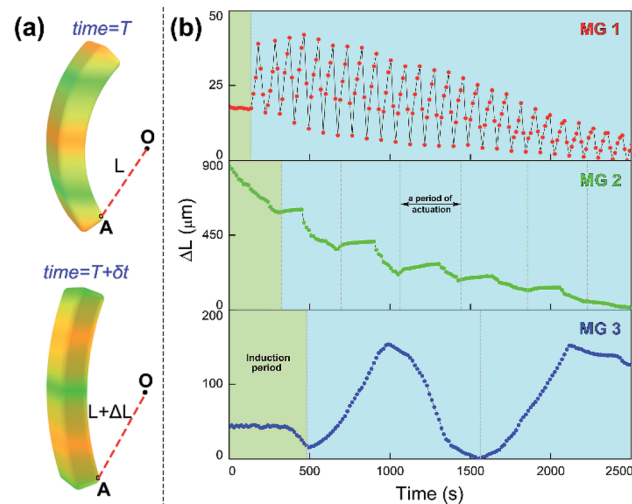 (a)
time=T
O
L
A
time=T+δt
O
L+ΔL
A
(b)
MG 1
50
25
0
MG 2
900
a period of
actuation
450
0
MG 3
200
Induction
period
100
0
ΔL (μm)
0 500 1000 1500 2000 2500
Time (s)